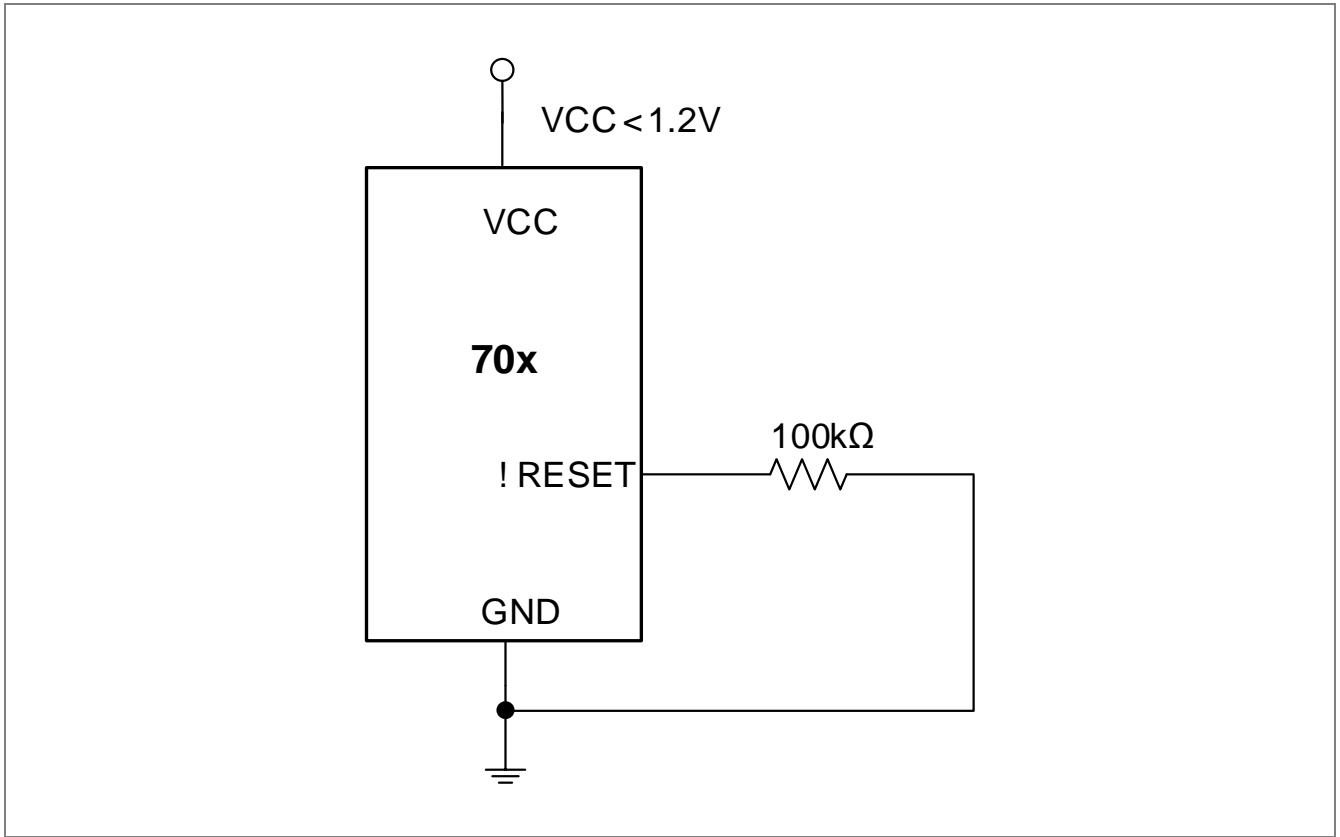 VCC<1.2V
VCC
70x
100kΩ
! RESET
GND